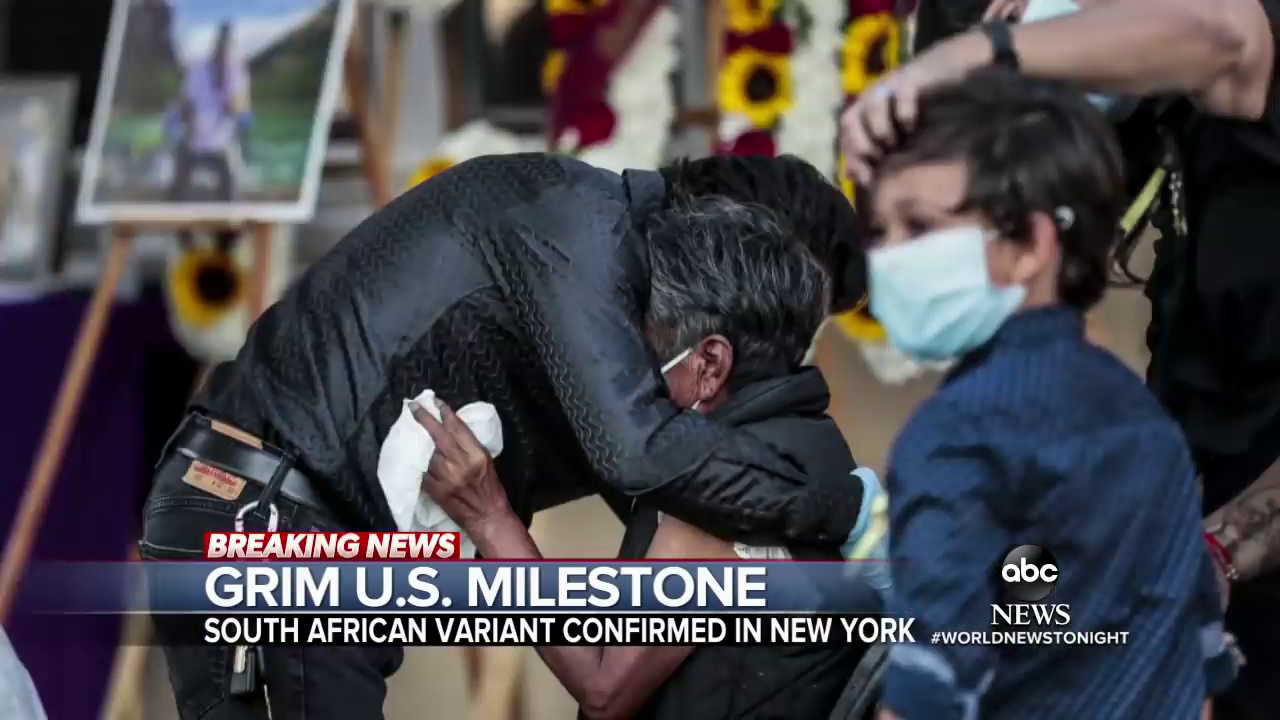 BREAKING NEWS
GRIM U.S. MILESTONE
SOUTH AFRICAN VARIANT CONFIRMED IN NEW YORK
abc
NEWS
#WORLDNEWSTONIGHT